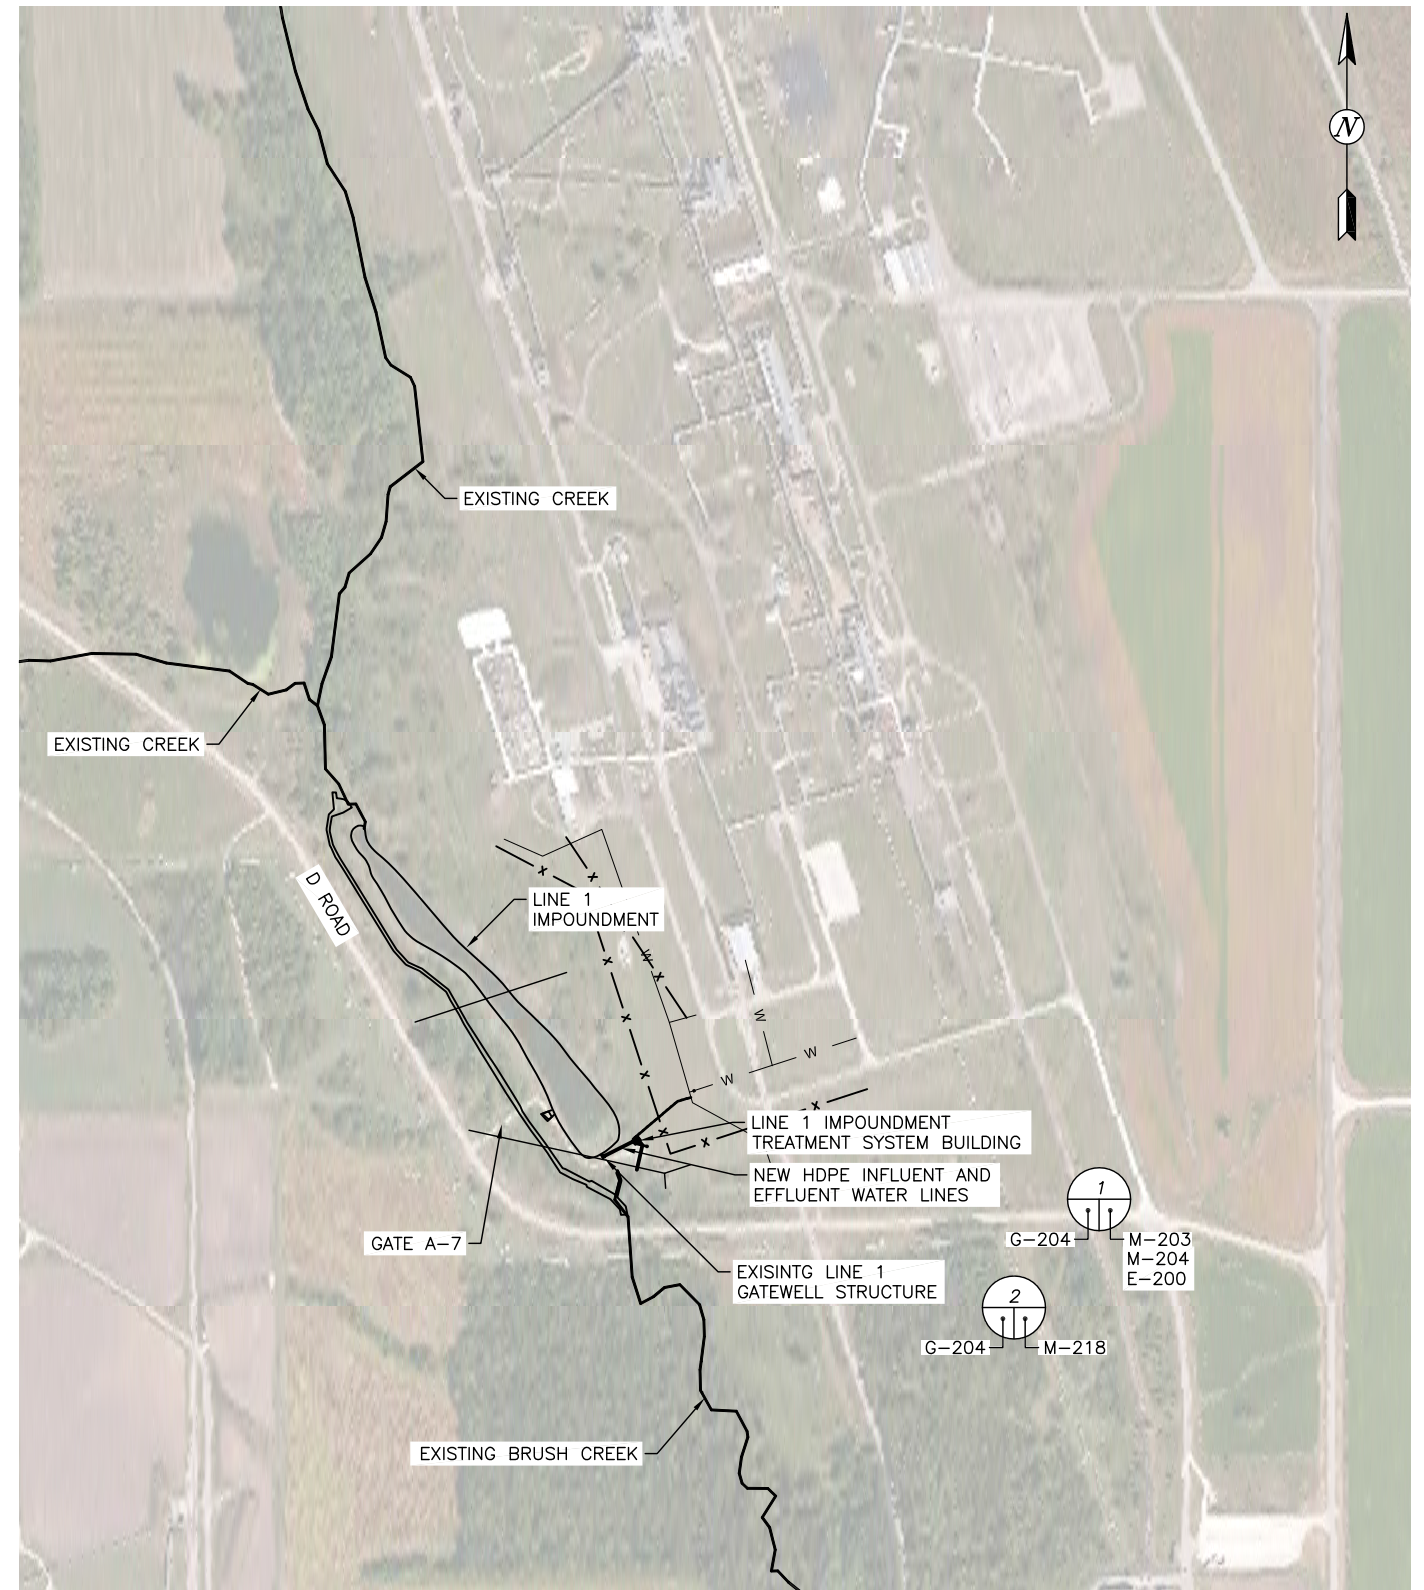 N
EXISTING CREEK
EXISTING CREEK
D ROAD
LINE 1
IMPOUNDMENT
X
X
W
X
X
X
W
X
W
W
X
X
X
LINE 1 IMPOUNDMENT
TREATMENT SYSTEM BUILDING
NEW HDPE INFLUENT AND
EFFLUENT WATER LINES
1
G-204
M-203
M-204
E-200
GATE A-7
EXISINTG LINE 1
GATEWELL STRUCTURE
2
G-204
M-218
EXISTING BRUSH CREEK